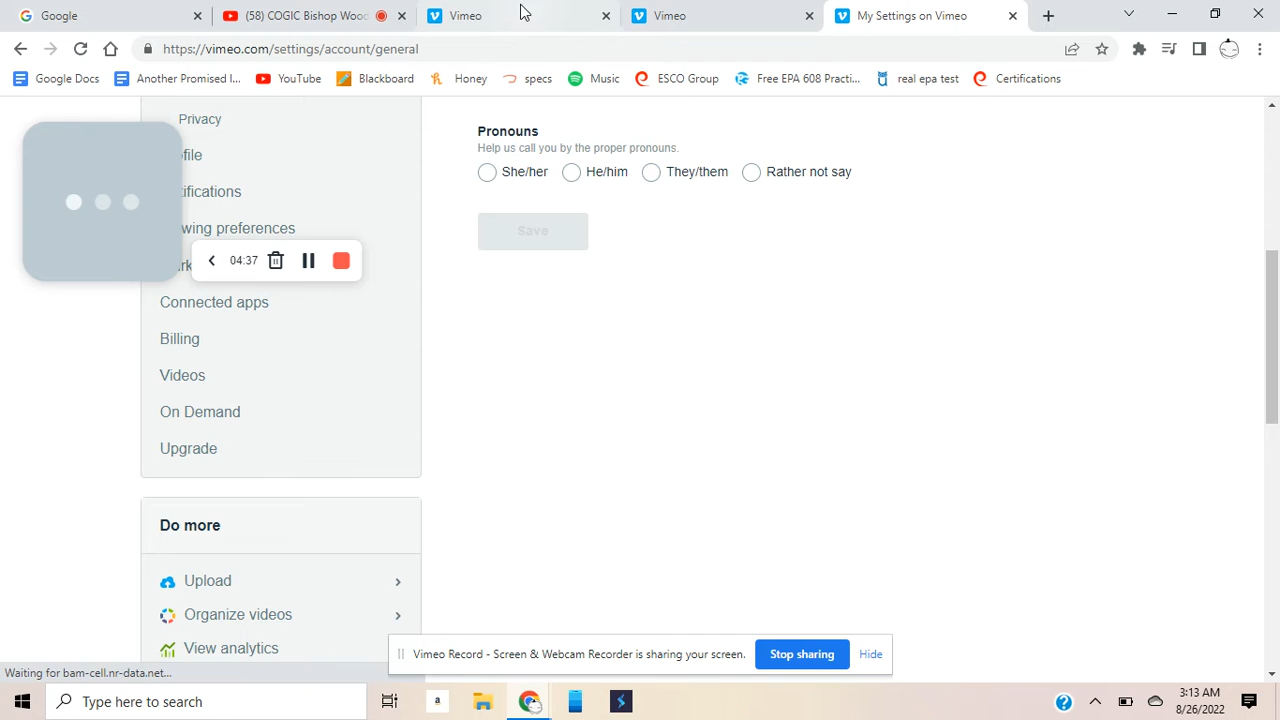 Google
(58) COGIC Bishop Wood
Vimeo
Vimeo
My Settings on Vimeo
https://vimeo.com/settings/account/general
Google Docs
Another Promised I...
YouTube
Blackboard
Honey
specs
Music
ESCO Group
Free EPA 608 Practi...
real epa test
Certifications
Privacy
Pronouns
Help us call you by the proper pronouns.
She/her
He/him
They/them
Rather not say
Save
04:37
Connected apps
Billing
Videos
On Demand
Upgrade
Do more
Upload
Organize videos
View analytics
Vimeo Record - Screen & Webcam Recorder is sharing your screen.
Stop sharing
Hide
Waiting for bam-cell.nr-data.net...
Type here to search
a
3:13 AM
8/26/2022